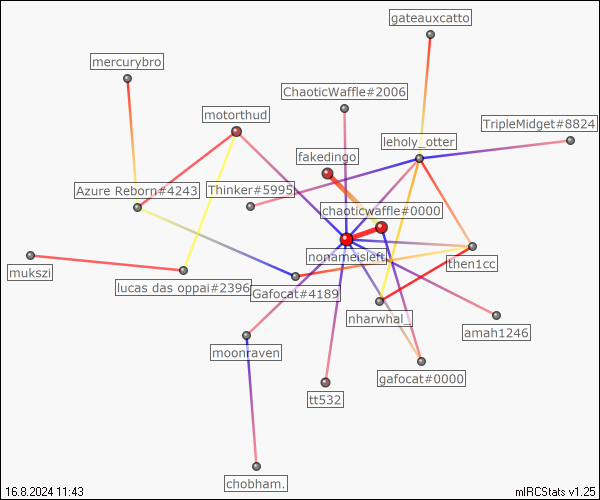 gateauxcatto
mercurybro
ChaoticWaffle#2006
motorthud
TripleMidget#8824
leholy_otter
fakedingo
Azure Reborn#4243
Thinker#5995
chaoticwaffle#0000
nonameisleft
then1cc
mukszi
lucas das oppai#2396
Gafocat#4189
nharwhal_
amah1246
moonraven
gafocat#0000
tt532
chobham.
16.8.2024 11:43
mIRCStats v1.25